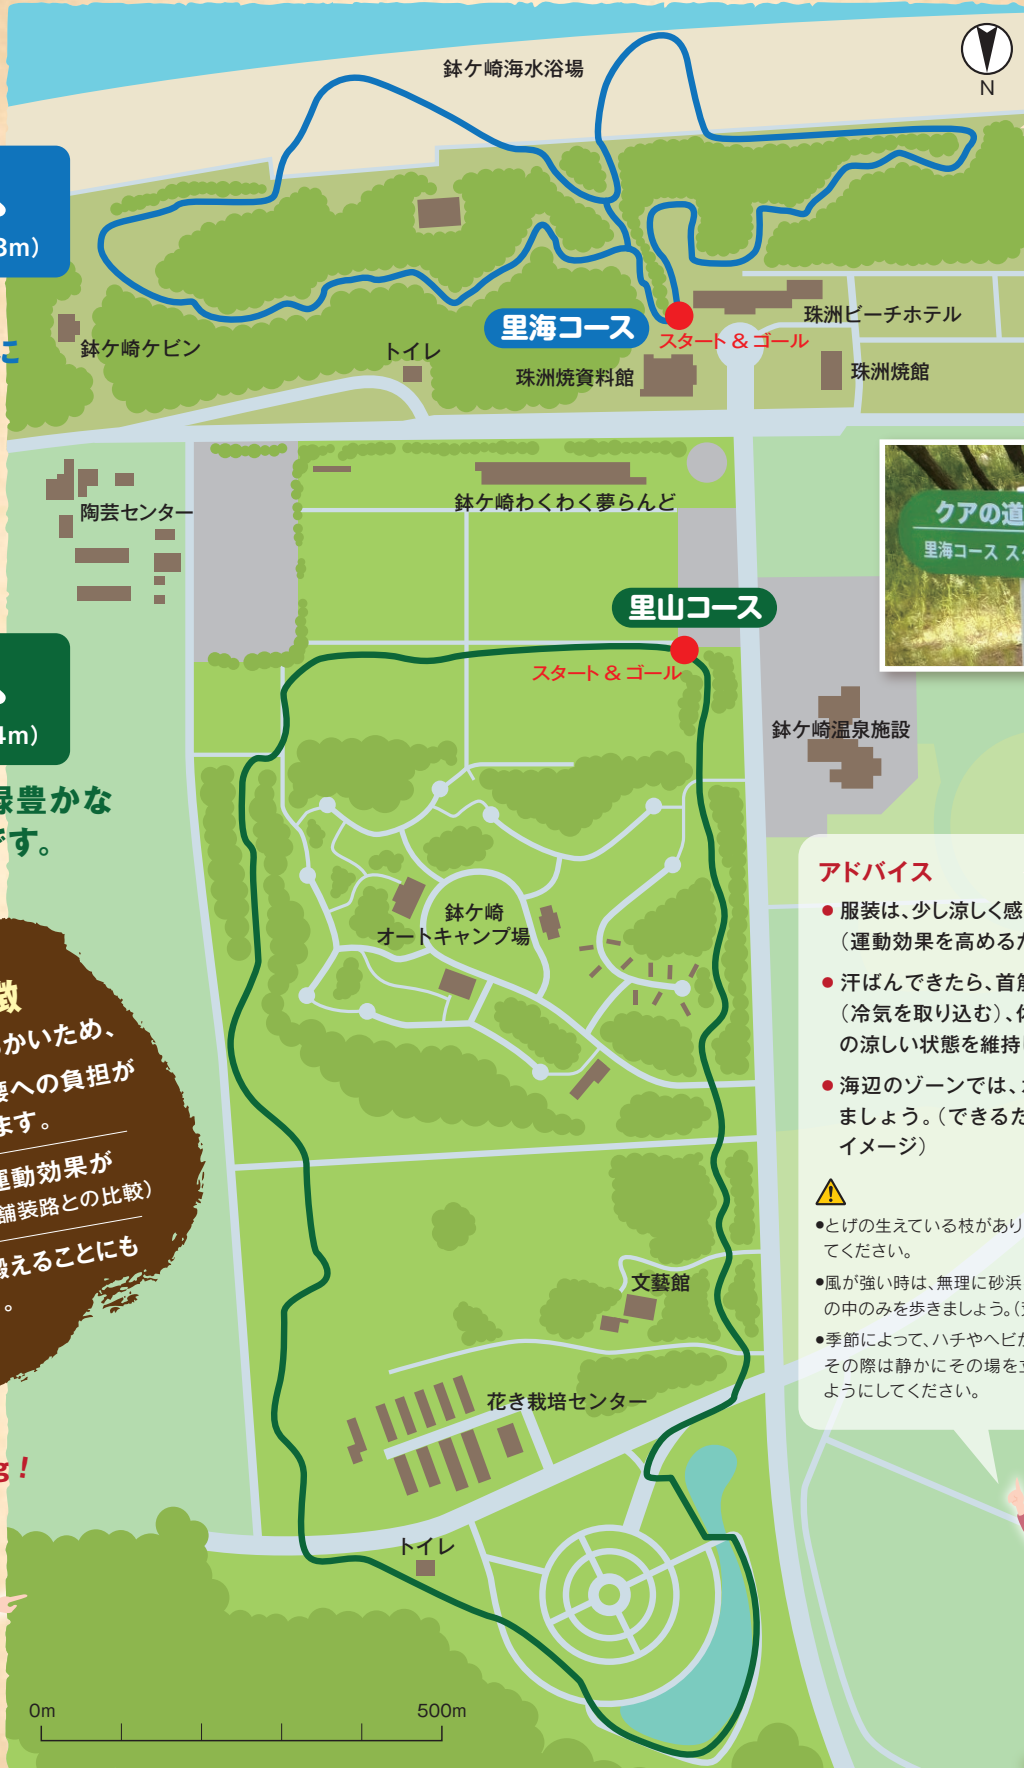 鉢ケ崎海水浴場
N
3m）
里海コース
スタート & ゴール
珠洲ビーチホテル
に
鉢ケ崎ケビン
トイレ
珠洲焼資料館
珠洲焼館
陶芸センター
鉢ケ崎わくわく夢らんど
クアの道
里海コース ス
里山コース
スタート & ゴール
4m）
鉢ケ崎温泉施設
緑豊かな
です。
鉢ケ崎
オートキャンプ場
徴
かいため、
腰への負担が
ます。
運動効果が
舗装路との比較）
鍛えることにも
。
アドバイス
●服装は、少し涼しく感
（運動効果を高めるた
●汗ばんできたら、首筋
（冷気を取り込む）、体
の涼しい状態を維持
●海辺のゾーンでは、
ましょう。（できるだ
イメージ）
●とげの生えている枝があり
てください。
●風が強い時は、無理に砂浜
の中のみを歩きましょう。
●季節によって、ハチやヘビが
その際は静かにその場を立
ようにしてください。
文藝館
花き栽培センター
g！
トイレ
0m
500m